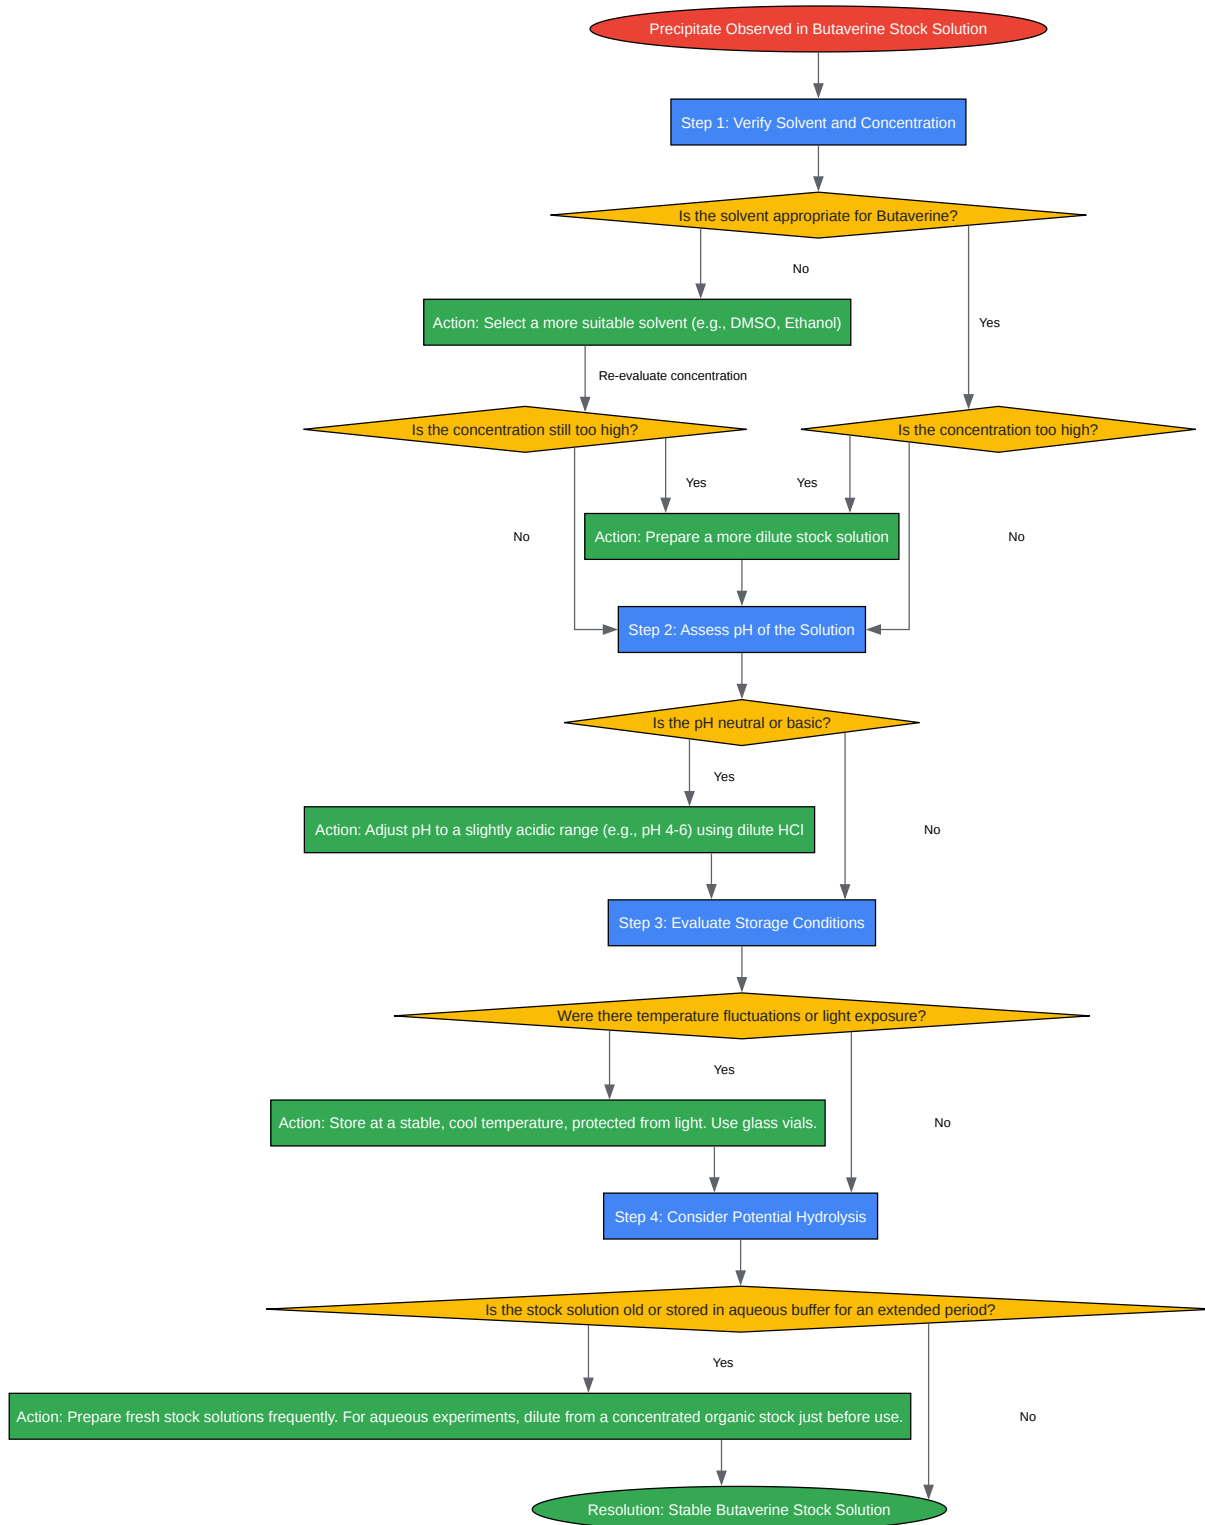 Precipitate Observed in Butaverine Stock Solution
Step 1: Verify Solvent and Concentration
Is the solvent appropriate for Butaverine?
No
Action: Select a more suitable solvent (e.g., DMSO, Ethanol)
Yes
Re-evaluate concentration
Is the concentration still too high?
Is the concentration too high?
Yes
Yes
No
Action: Prepare a more dilute stock solution
No
Step 2: Assess pH of the Solution
Is the pH neutral or basic?
Yes
Action: Adjust pH to a slightly acidic range (e.g., pH 4-6) using dilute HCl
No
Step 3: Evaluate Storage Conditions
Were there temperature fluctuations or light exposure?
Yes
Action: Store at a stable, cool temperature, protected from light. Use glass vials.
No
Step 4: Consider Potential Hydrolysis
Is the stock solution old or stored in aqueous buffer for an extended period?
Yes
Action: Prepare fresh stock solutions frequently. For aqueous experiments, dilute from a concentrated organic stock just before use.
No
Resolution: Stable Butaverine Stock Solution